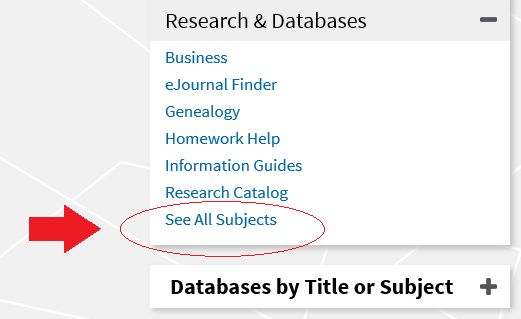 Research & Databases
Business
eJournal Finder
Genealogy
Homework Help
Information Guides
Research Catalog
See All Subjects
Databases by Title or Subject